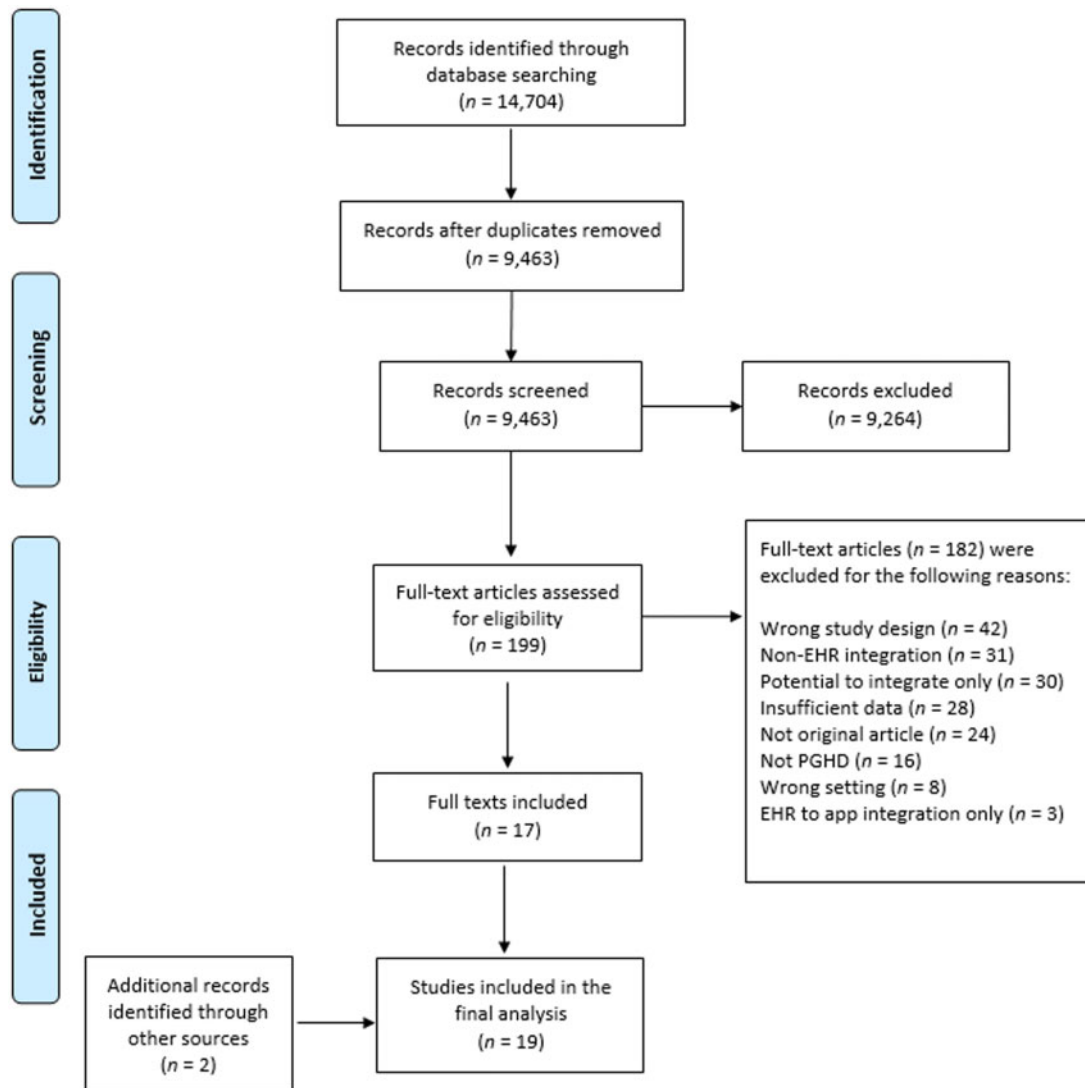 Identification
Records identified through
database searching
(n = 14,704)
Records after duplicates removed
(n = 9,463)
Screening
Records screened
(n = 9,463)
Records excluded
(n = 9,264)
Eligibility
Full-text articles assessed
for eligibility
(n = 199)
Full-text articles (n = 182) were
excluded for the following reasons:
Wrong study design (n = 42)
Non-EHR integration (n = 31)
Potential to integrate only (n = 30)
Insufficient data (n = 28)
Not original article (n = 24)
Not PGHD (n = 16)
Wrong setting (n = 8)
EHR to app integration only (n = 3)
Included
Full texts included
(n = 17)
Additional records
identified through
other sources
(n = 2)
Studies included in the
final analysis
(n = 19)